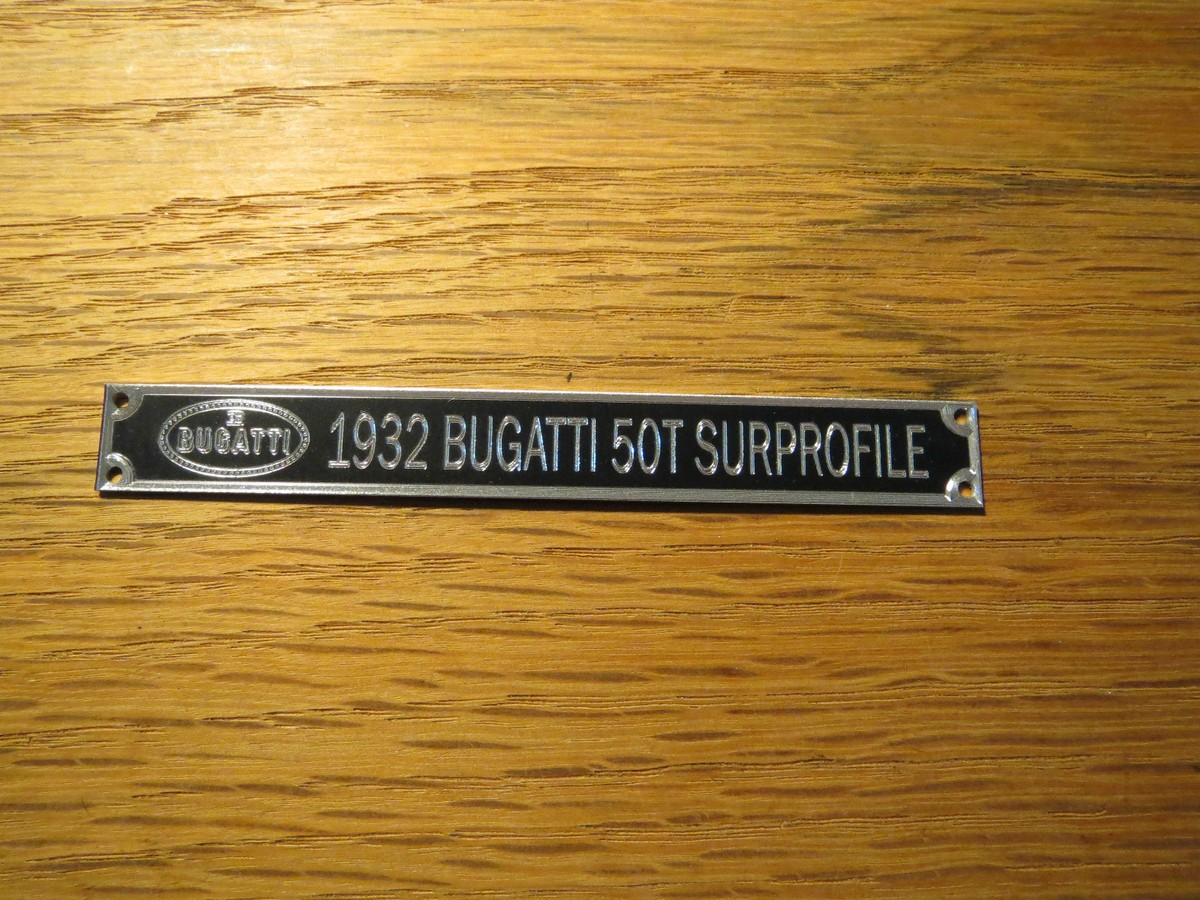 BUGATTI
1932 BUGATTI 50T SURPROFILE